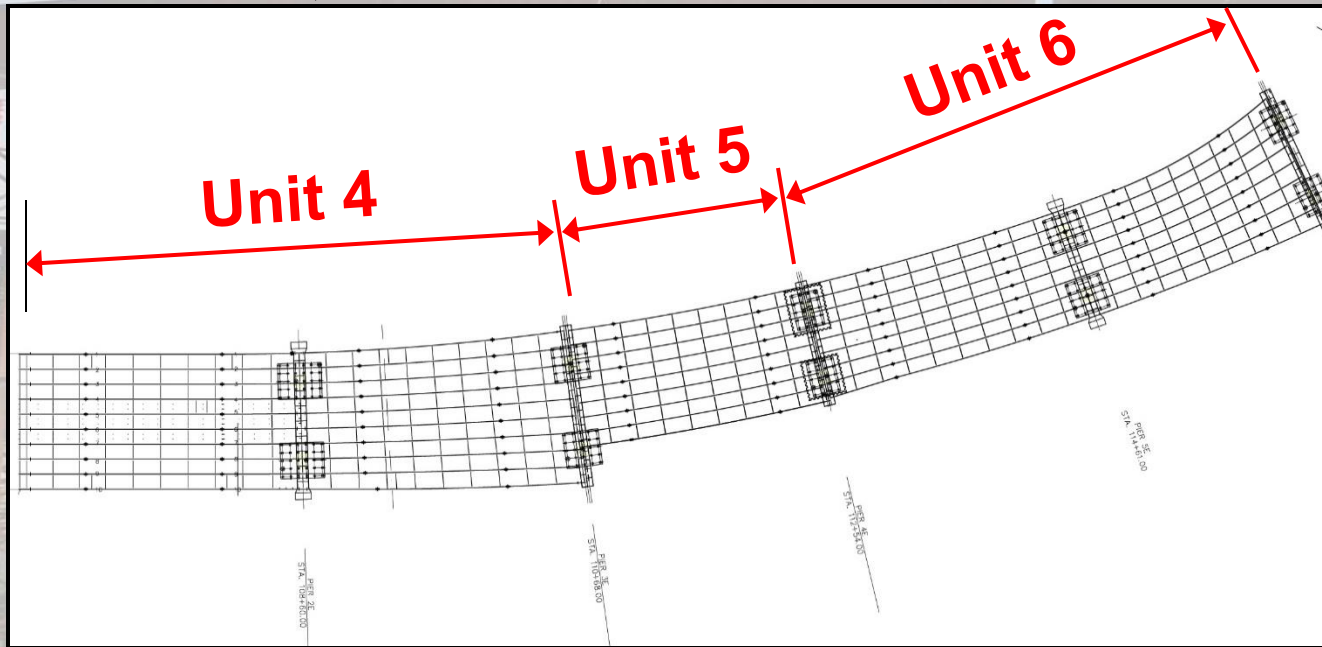 Unit 4
Unit 5
Unit 6
PIER 2E
STA. 108+60.00
PIER 3E
STA. 110+68.00
PIER 4E
STA. 112+54.00
PIER 5E
STA. 114+61.00